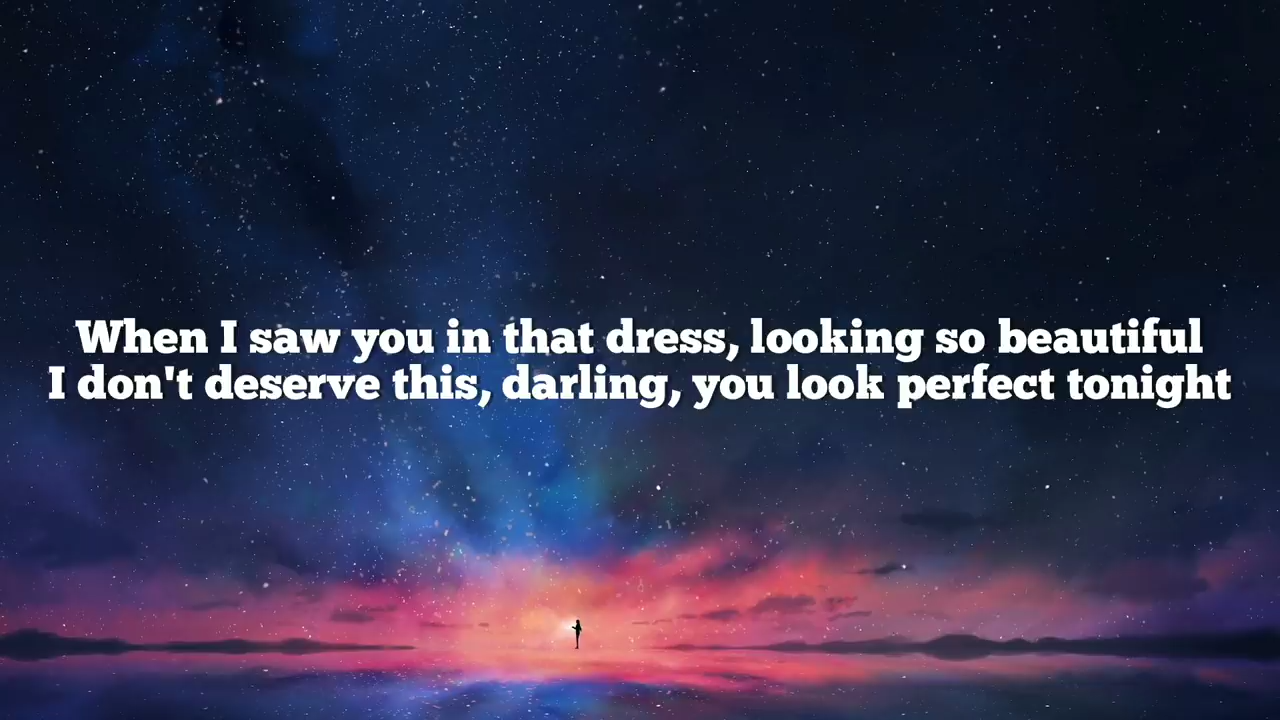 When I saw you in that dress, looking so beautiful
I don't deserve this, darling, you look perfect tonight